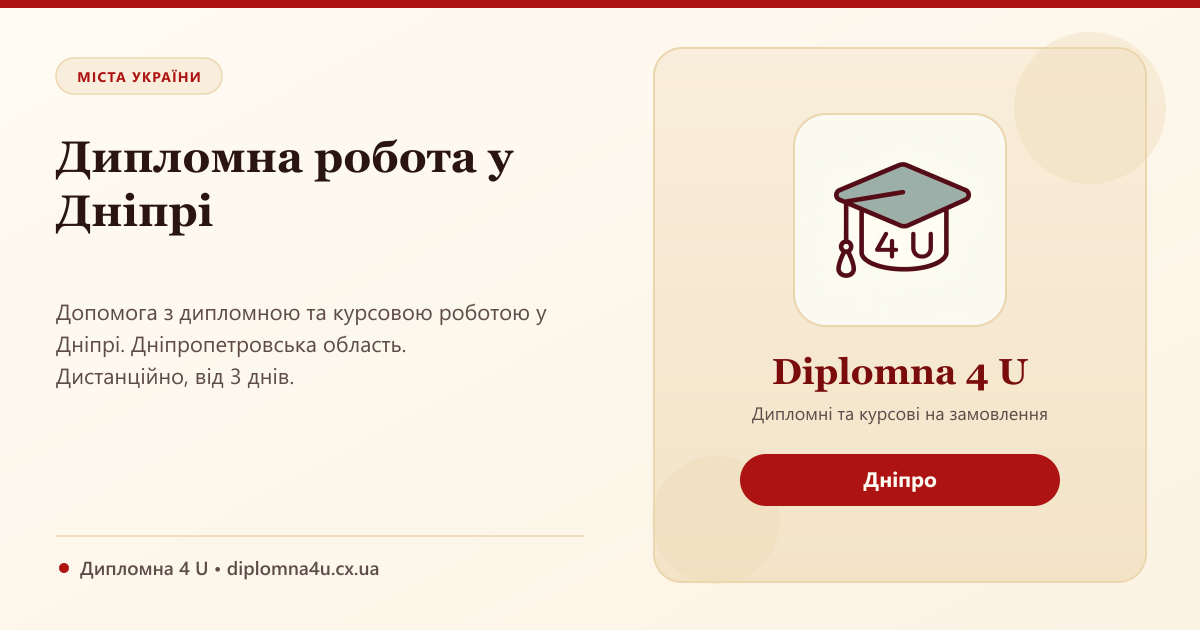 МІСТА УКРАЇНИ
Дипломна робота у
Дніпрі
Допомога з дипломною та курсовою роботою у
Дніпрі. Дніпропетровська область.
Дистанційно, від 3 днів.
Дипломна 4 U • diplomna4u.cx.ua
4 U
Diplomna 4 U
Дипломні та курсові на замовлення
Дніпро